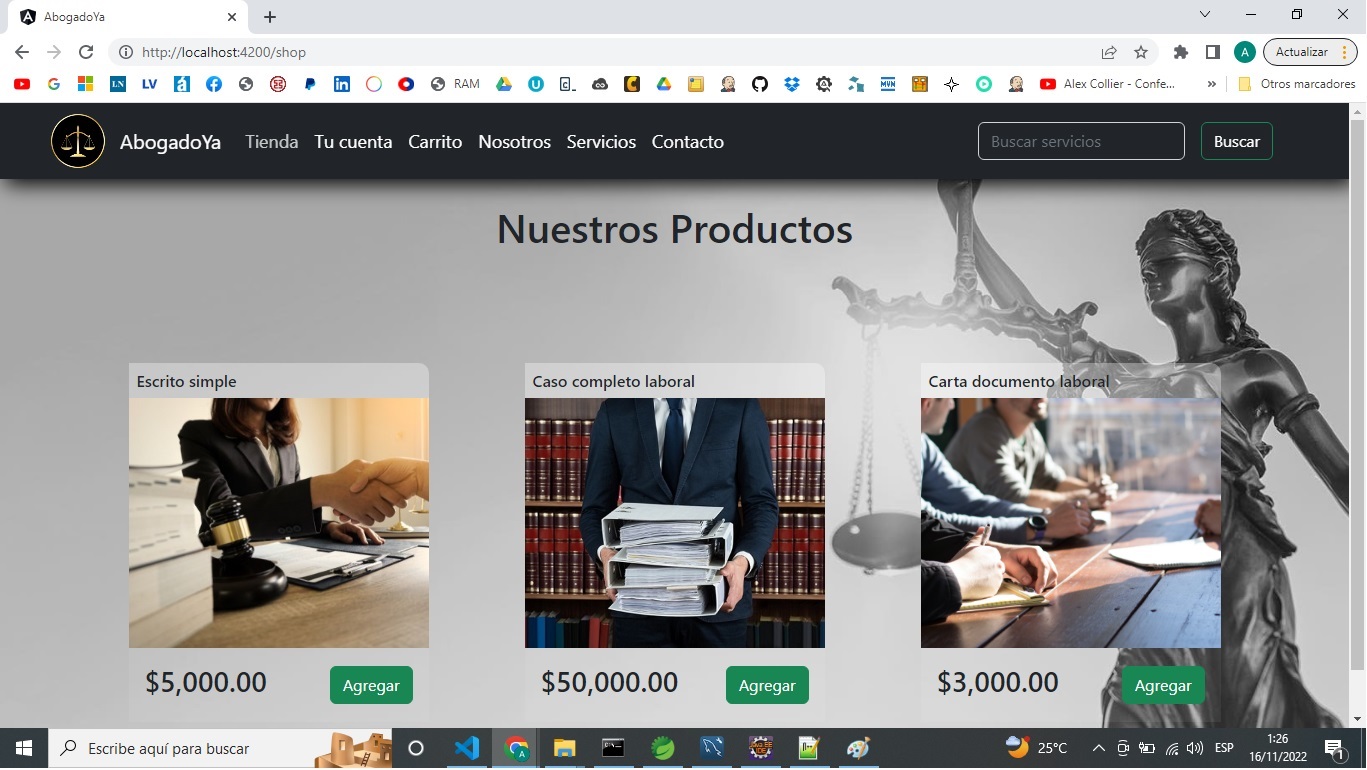 AbogadoYa
http://localhost:4200/shop
A
Actualizar
LN
LV
RAM
Alex Collier - Confe...
»
Otros marcadores
AbogadoYa Tienda Tu cuenta Carrito Nosotros Servicios Contacto
Buscar servicios
Buscar
Nuestros Productos
Escrito simple
Caso completo laboral
Carta documento laboral
$5,000.00
Agregar
$50,000.00
Agregar
$3,000.00
Agregar
Escribe aquí para buscar
25°C
ESP
1:26
16/11/2022
1